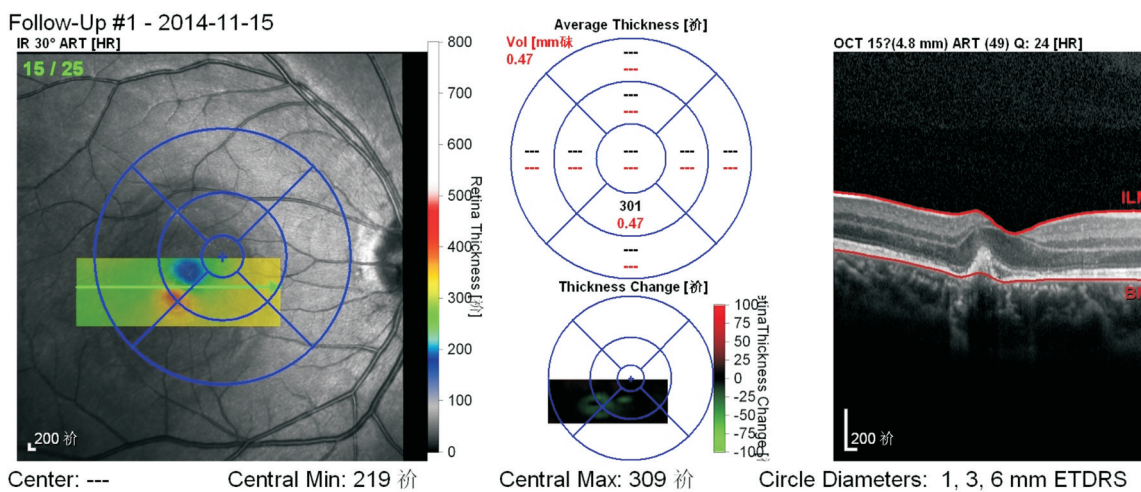 Follow-Up #1 - 2014-11-15
IR 30° ART [HR]
15 / 25
800
700
600
500
400
300
200
100
0
Retina Thickness [祄]
200 祄
Average Thickness [祄]
Vol [mm砞
0.47
---
---
---
---
--- --- --- --- ---
--- --- --- --- ---
301
0.47
---
---
Thickness Change [祄]
100
75
50
25
0
-25
-50
-75
-100
OCT 15?(4.8 mm) ART (49) Q: 24 [HR]
200 祄
Center: --- Central Min: 219 祄 Central Max: 309 祄 Circle Diameters: 1, 3, 6 mm ETDRS